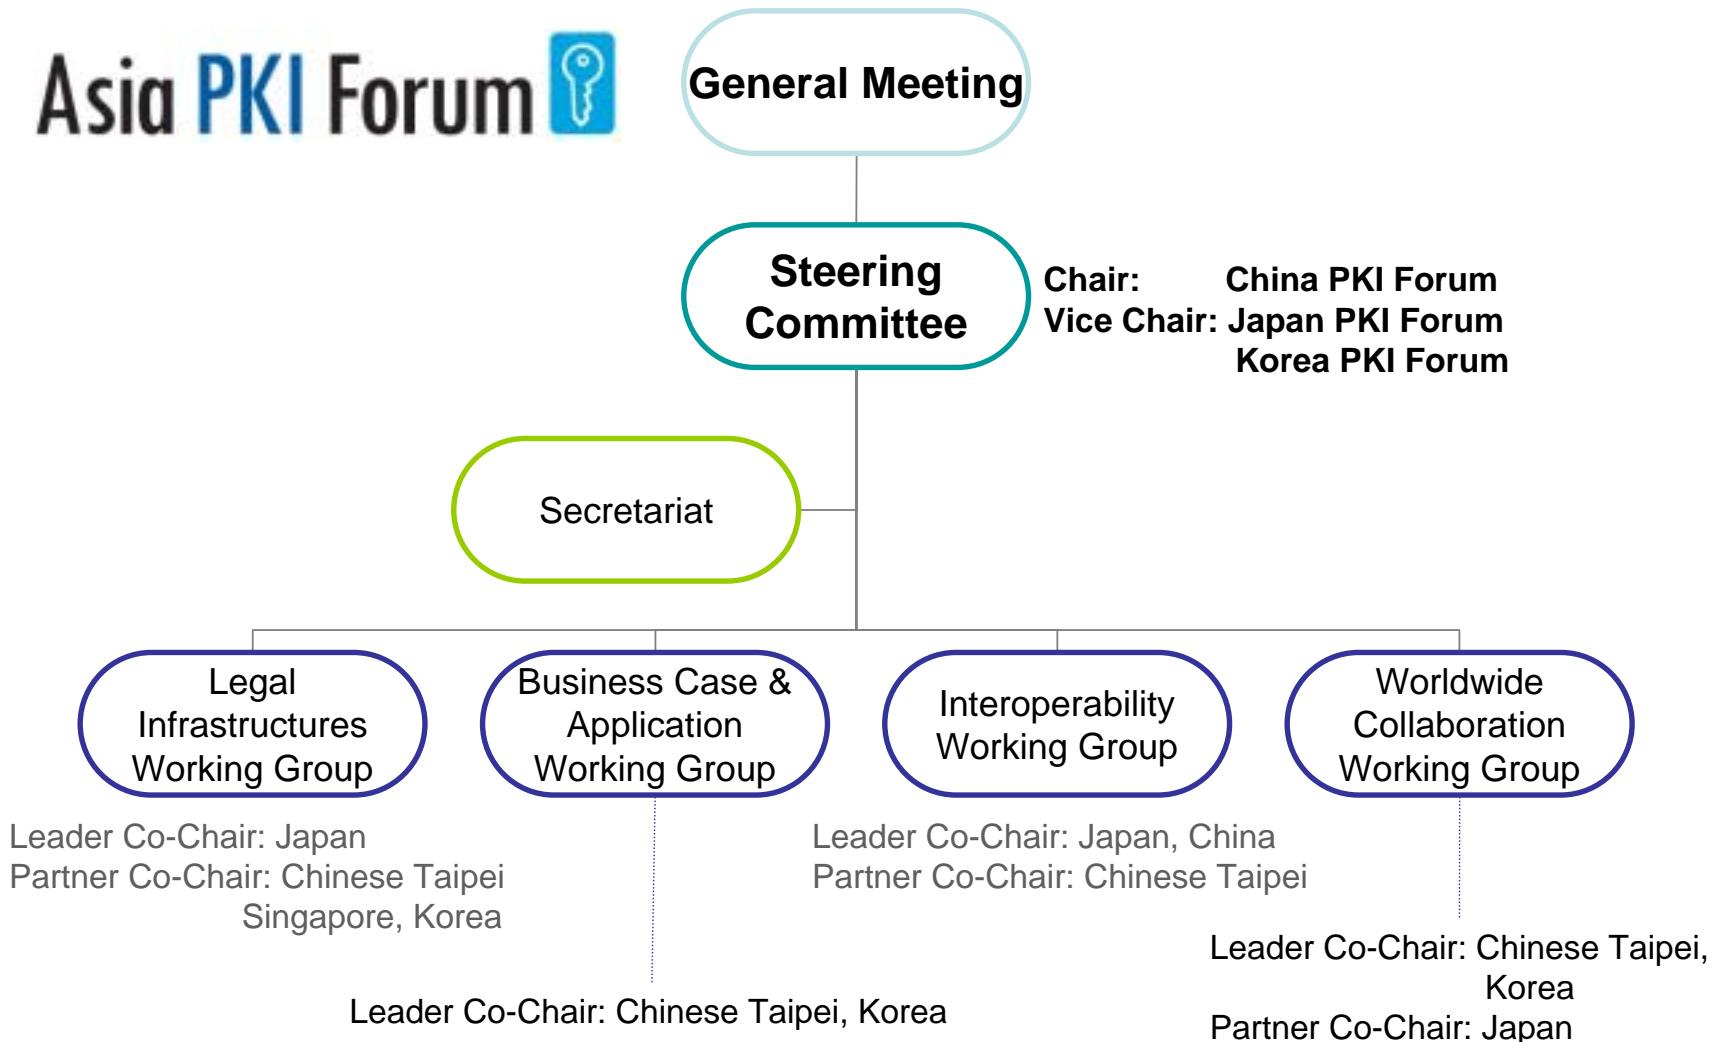 Asia PKI Forum
General Meeting
Steering
Committee
Chair: China PKI Forum
Vice Chair: Japan PKI Forum
Korea PKI Forum
Secretariat
Legal
Infrastructures
Working Group
Business Case &
Application
Working Group
Interoperability
Working Group
Worldwide
Collaboration
Working Group
Leader Co-Chair: Japan
Partner Co-Chair: Chinese Taipei
Singapore, Korea
Leader Co-Chair: Chinese Taipei, Korea
Leader Co-Chair: Japan, China
Partner Co-Chair: Chinese Taipei
Leader Co-Chair: Chinese Taipei,
Korea
Partner Co-Chair: Japan